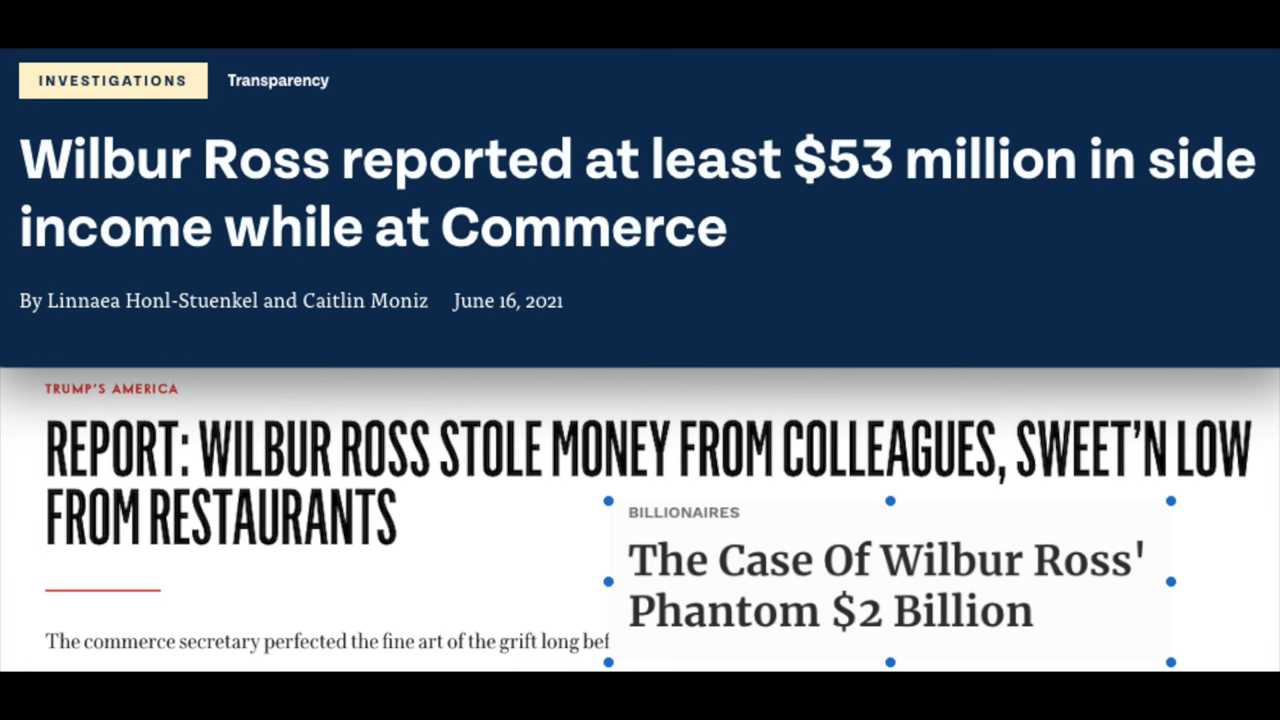 INVESTIGATIONS Transparency
Wilbur Ross reported at least $53 million in side
income while at Commerce
By Linnaea Honl-Stuenkel and Caitlin Moniz June 16, 2021
TRUMP'S AMERICA
REPORT: WILBUR ROSS STOLE MONEY FROM COLLEAGUES, SWEET'N LOW
FROM RESTAURANTS
The commerce secretary perfected the fine art of the grift long bef
BILLIONAIRES
The Case Of Wilbur Ross'
Phantom $2 Billion